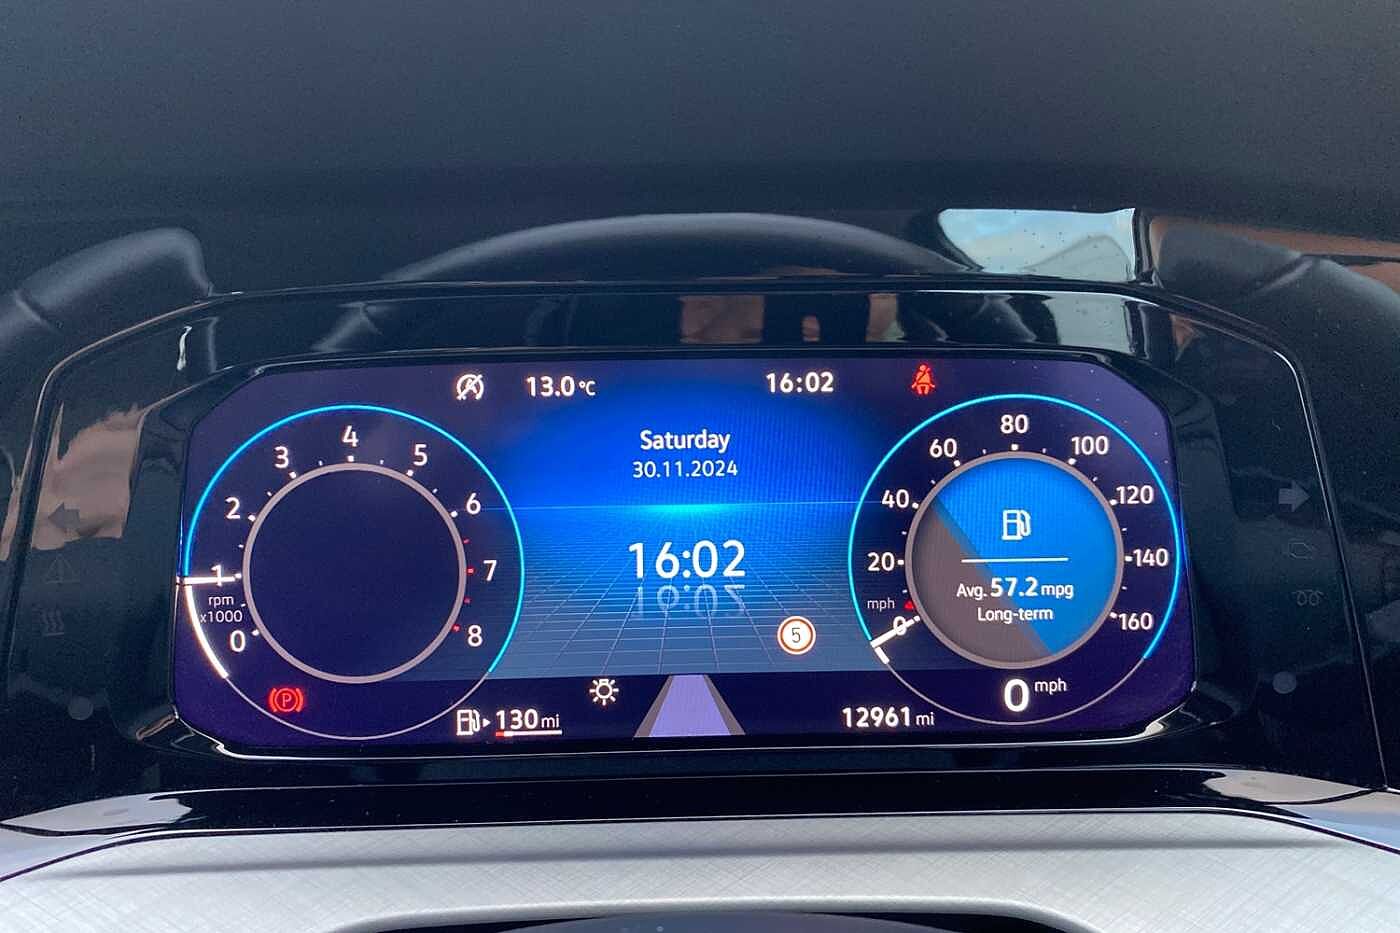 13.0°C
16:02
Saturday
30.11.2024
16:02
5
0
1
2
3
4
5
6
7
8
rpm
x1000
(P)
130 mi
12961 mi
0
20
40
60
80
100
120
140
160
mph
Avg. 57.2 mpg
Long-term
0 mph